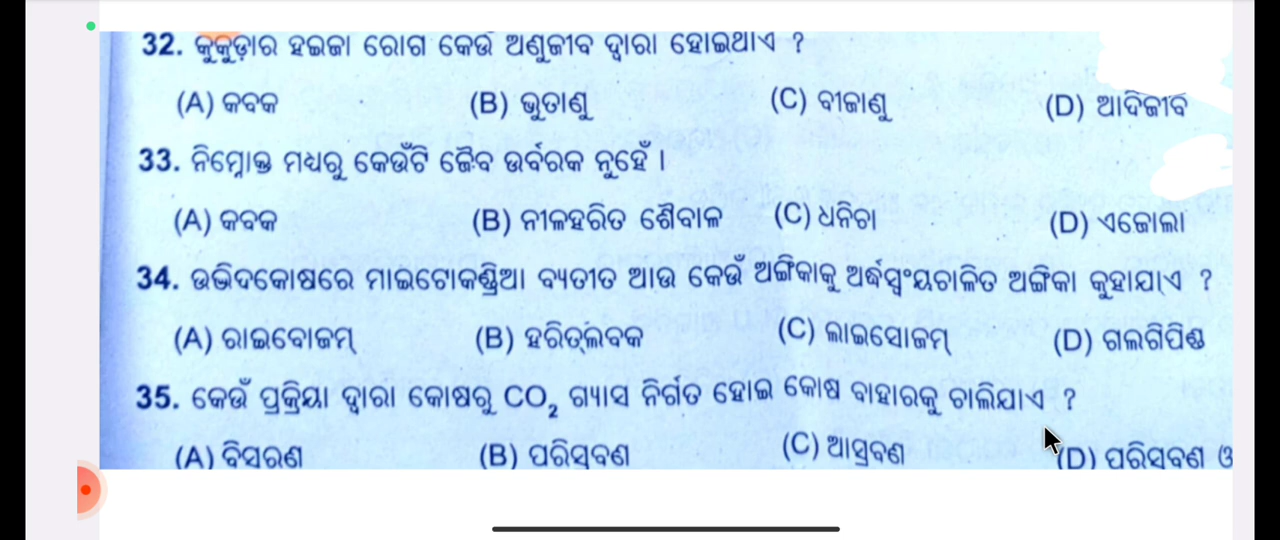 32. କୁକୁଡ଼ାର ହଇଜା ରୋଗ କେଉଁ ଅଣୁଜୀବ ଦ୍ୱାରା ହୋଇଥାଏ ?
(A) କବକ (B) ଭୁତାଣୁ (C) ବୀଜାଣୁ (D) ଆଦିଜୀବ
33. ନିମ୍ନୋକ୍ତ ମଧ୍ୟରୁ କେଉଁଟି ଜୈବ ଉର୍ବରକ ନୁହେଁ ।
(A) କବକ (B) ନୀଳହରିତ ଶୈବାଳ (C) ଧନିଚା (D) ଏଜୋଲା
34. ଉଦ୍ଭିଦକୋଷରେ ମାଇଟୋକଣ୍ଡ୍ରିଆ ବ୍ୟତୀତ ଆଉ କେଉଁ ଅଙ୍ଗିକାକୁ ଅର୍ଦ୍ଧସ୍ୱଂୟଚାଳିତ ଅଙ୍ଗିକା କୁହାଯାଏ ?
(A) ରାଇବୋଜମ୍ (B) ହରିତ୍‌ଲବକ (C) ଲାଇସୋଜମ୍ (D) ଗଲଗିପିଣ୍ଡ
35. କେଉଁ ପ୍ରକ୍ରିୟା ଦ୍ୱାରା କୋଷରୁ CO₂ ଗ୍ୟାସ ନିର୍ଗତ ହୋଇ କୋଷ ବାହାରକୁ ଚାଲିଯାଏ ?
(A) ବିସରଣ (B) ପରିସ୍ରବଣ (C) ଆସ୍ରବଣ (D) ପରିସ୍ରବଣ ଓ